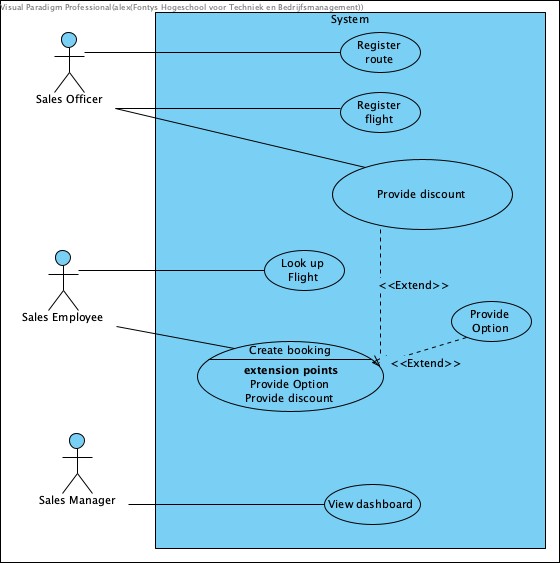 Visual Paradigm Professional(alex(Fontys Hogeschool voor Techniek en Bedrijfsmanagement))
System
Register
route
Sales Officer
Register
flight
Provide discount
Look up
Flight
<<Extend>>
Sales Employee
Provide
Option
Create booking
<<Extend>>
extension points
Provide Option
Provide discount
Sales Manager
View dashboard